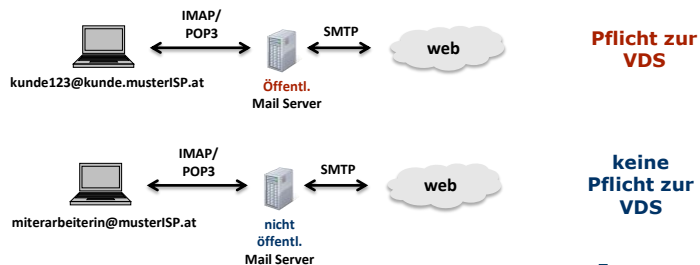 IMAP/
POP3
SMTP
web
kunde123@kunde.musterISP.at
Öffentl.
Mail Server
Pflicht zur
VDS
IMAP/
POP3
SMTP
web
miterarbeiterin@musterISP.at
nicht
öffentl.
Mail Server
keine
Pflicht zur
VDS